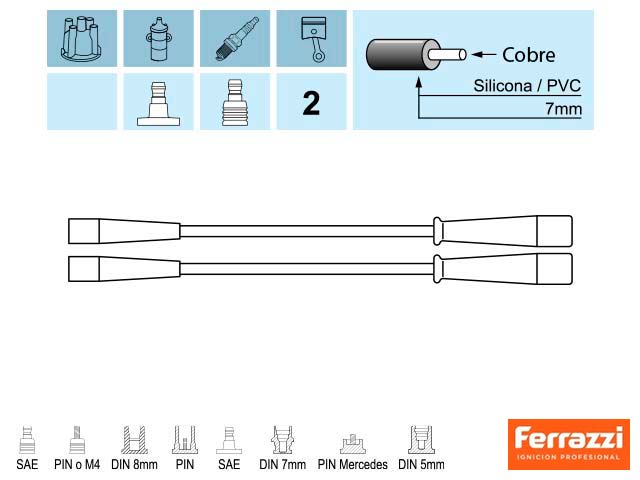 Cobre
Silicona / PVC
7mm
2
SAE PIN o M4 DIN 8mm PIN SAE DIN 7mm PIN Mercedes DIN 5mm
Ferrazzi
IGNICION PROFESIONAL